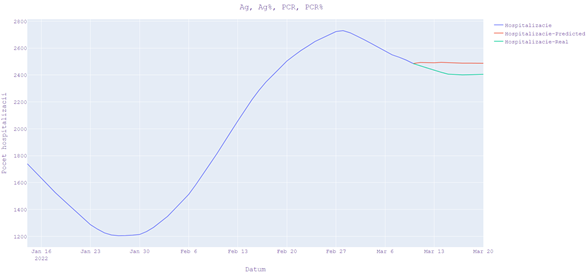 Ag, Ag%, PCR, PCR%
Hospitalizacie
Hospitalizacie-Predicted
Hospitalizacie-Real
Pocet hospitalizacii
2800
2600
2400
2200
2000
1800
1600
1400
1200
Jan 16
2022
Jan 23
Jan 30
Feb 6
Feb 13
Feb 20
Feb 27
Mar 6
Mar 13
Mar 20
Datum